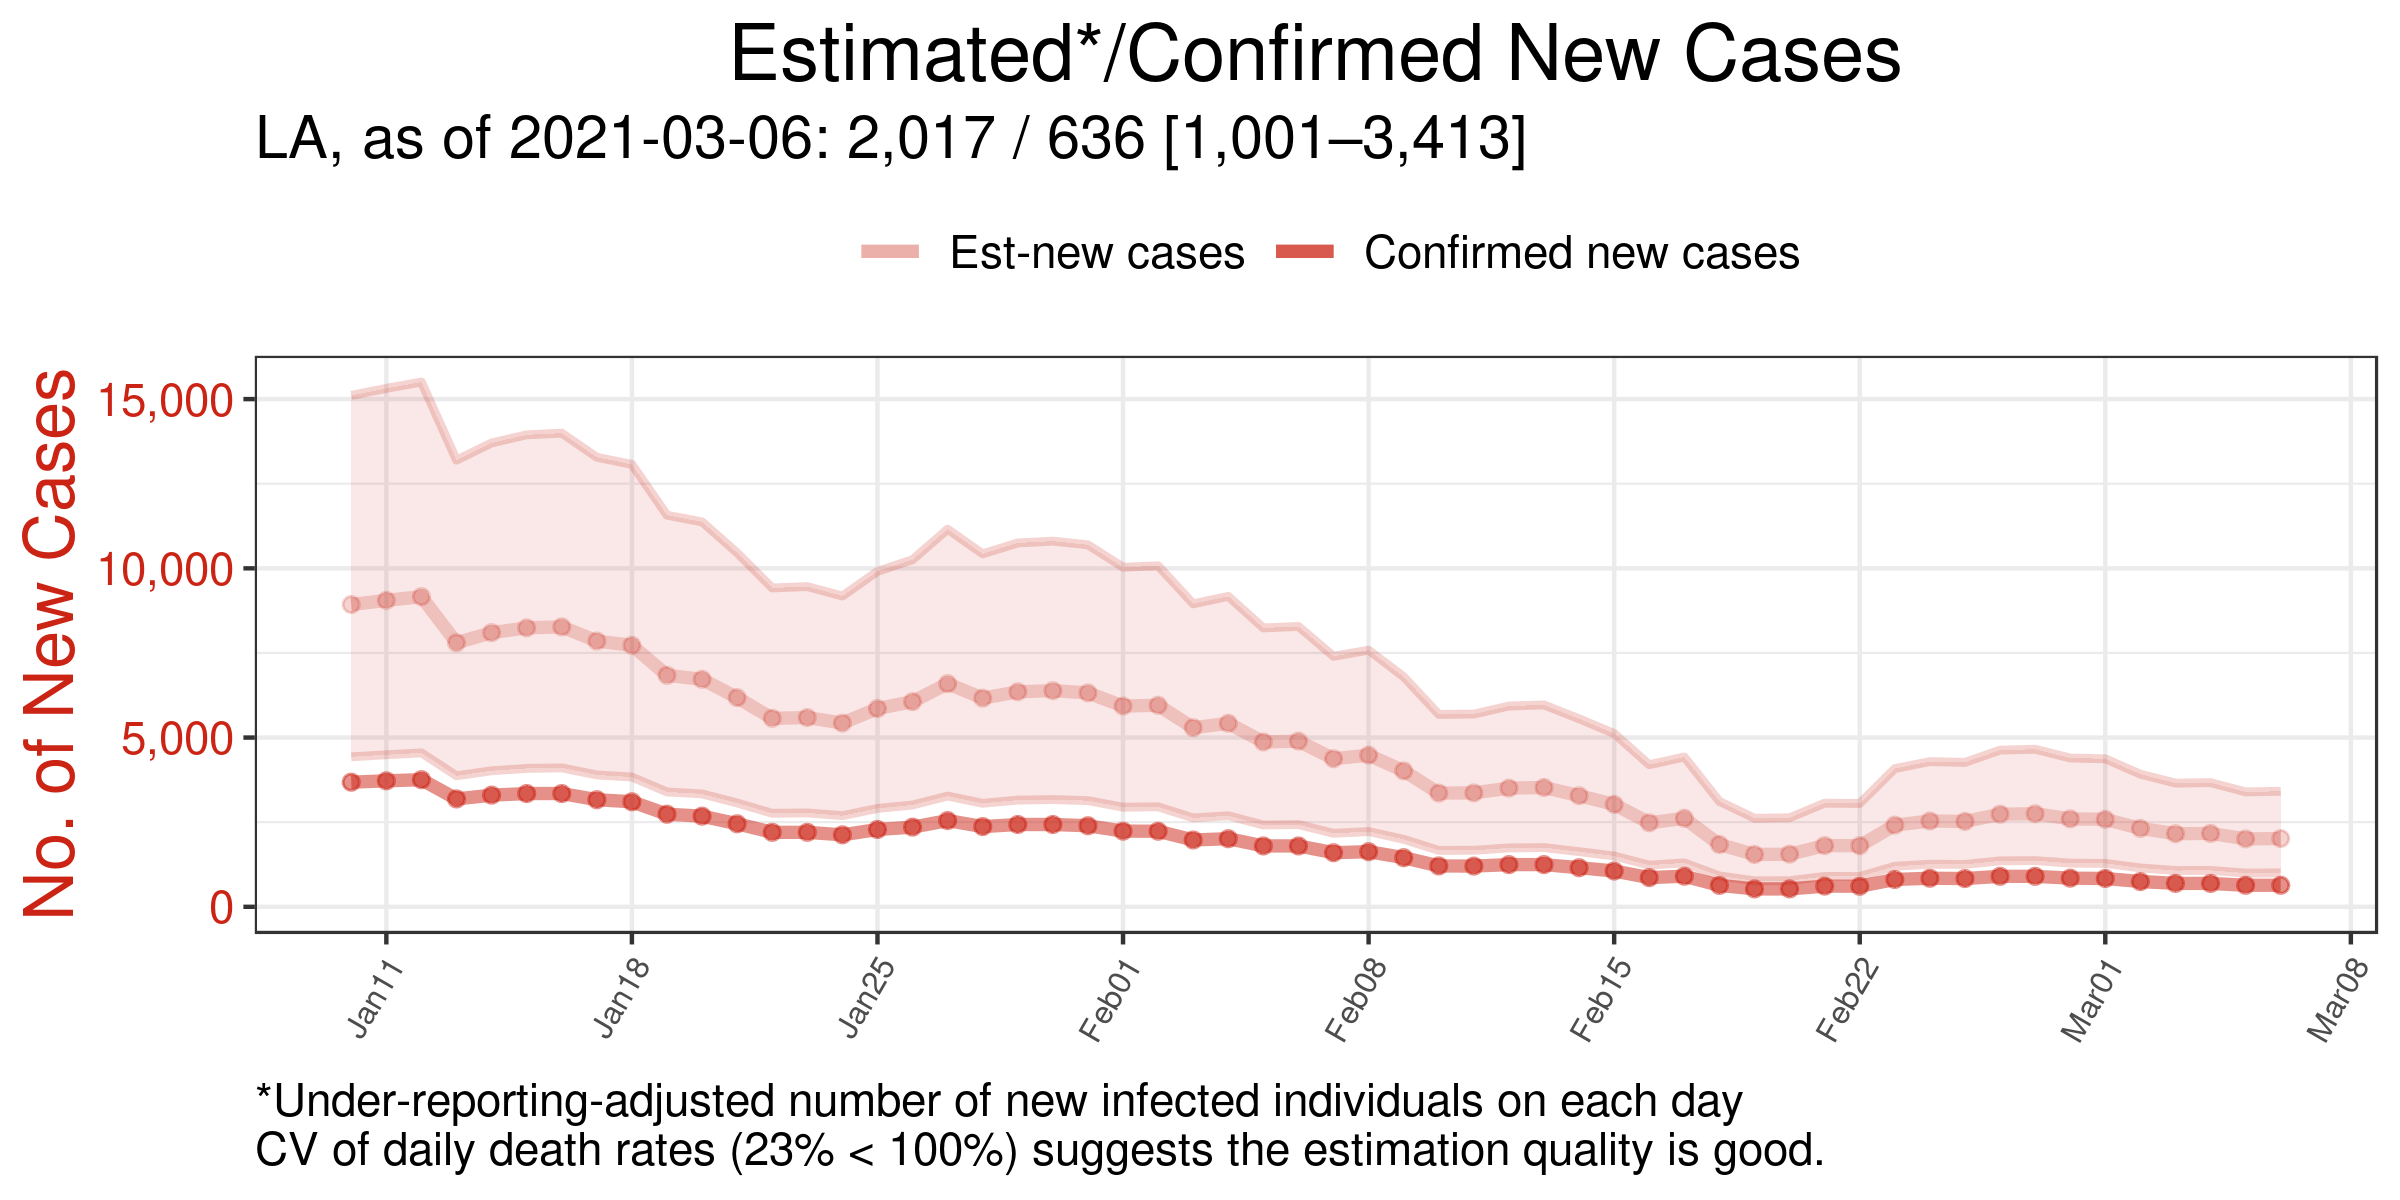 Estimated*/Confirmed New Cases
LA, as of 2021-03-06: 2,017 / 636 [1,001–3,413]
Est-new cases
Confirmed new cases
No. of New Cases
15,000
10,000
5,000
0
Jan11
Jan18
Jan25
Feb01
Feb08
Feb15
Feb22
Mar01
Mar08
*Under-reporting-adjusted number of new infected individuals on each day
CV of daily death rates (23% < 100%) suggests the estimation quality is good.